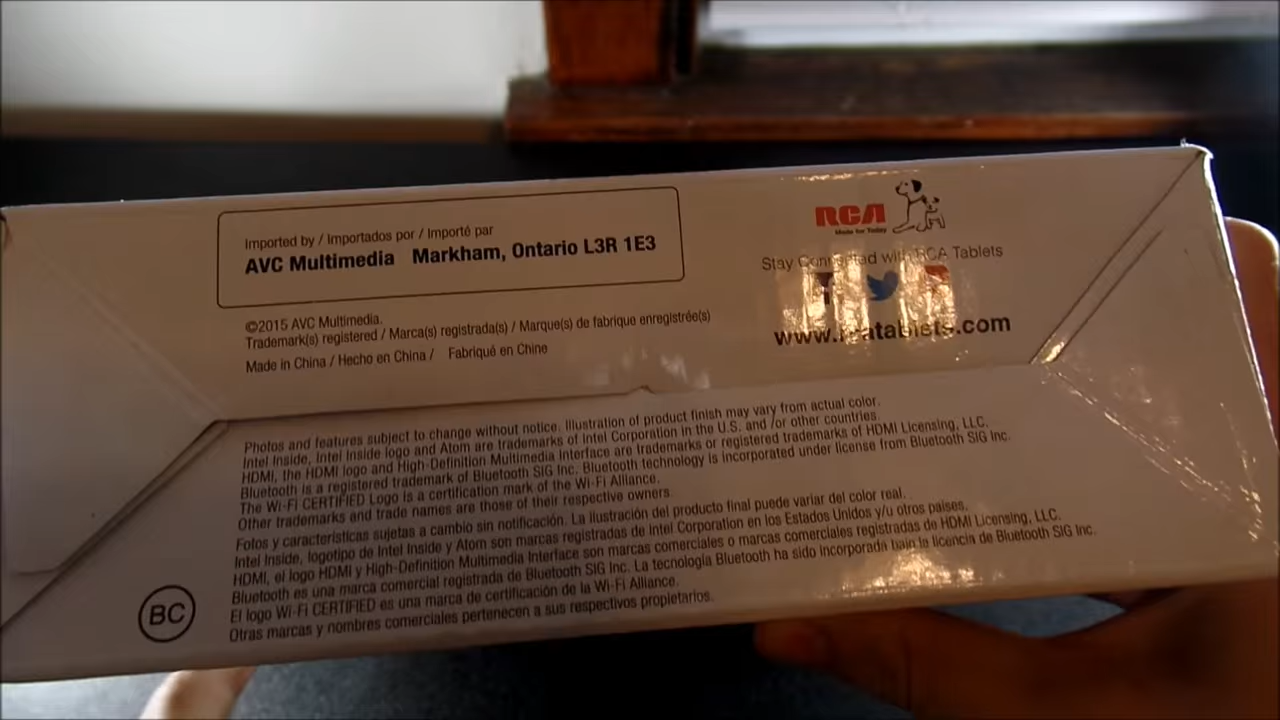 Imported by / Importados por / Importé par
AVC Multimedia Markham, Ontario L3R 1E3
©2015 AVC Multimedia.
Trademark(s) registered / Marca(s) registrada(s) / Marque(s) de fabrique enregistrée(s)
Made in China / Hecho en China / Fabriqué en Chine
RCA
Made for Today
Stay Connected with RCA Tablets
www.rcatablets.com
Photos and features subject to change without notice. Illustration of product finish may vary from actual color.
Intel Inside, Intel Inside logo and Atom are trademarks of Intel Corporation in the U.S. and /or other countries.
HDMI, the HDMI logo and High-Definition Multimedia Interface are trademarks or registered trademarks of HDMI Licensing, LLC.
Bluetooth is a registered trademark of Bluetooth SIG Inc. Bluetooth technology is incorporated under license from Bluetooth SIG Inc.
The Wi-Fi CERTIFIED Logo is a certification mark of the Wi-Fi Alliance.
Other trademarks and trade names are those of their respective owners.
Fotos y características sujetas a cambio sin notificación. La ilustración del producto final puede variar del color real.
Intel Inside, logotipo de Intel Inside y Atom son marcas registradas de Intel Corporation en los Estados Unidos y/u otros países.
HDMI, el logo HDMI y High-Definition Multimedia Interface son marcas comerciales o marcas comerciales registradas de HDMI Licensing, LLC.
Bluetooth es una marca comercial registrada de Bluetooth SIG Inc. La tecnología Bluetooth ha sido incorporada bajo la licencia de Bluetooth SIG Inc.
El logo Wi-Fi CERTIFIED es una marca de certificación de la Wi-Fi Alliance.
Otras marcas y nombres comerciales pertenecen a sus respectivos propietarios.
BC